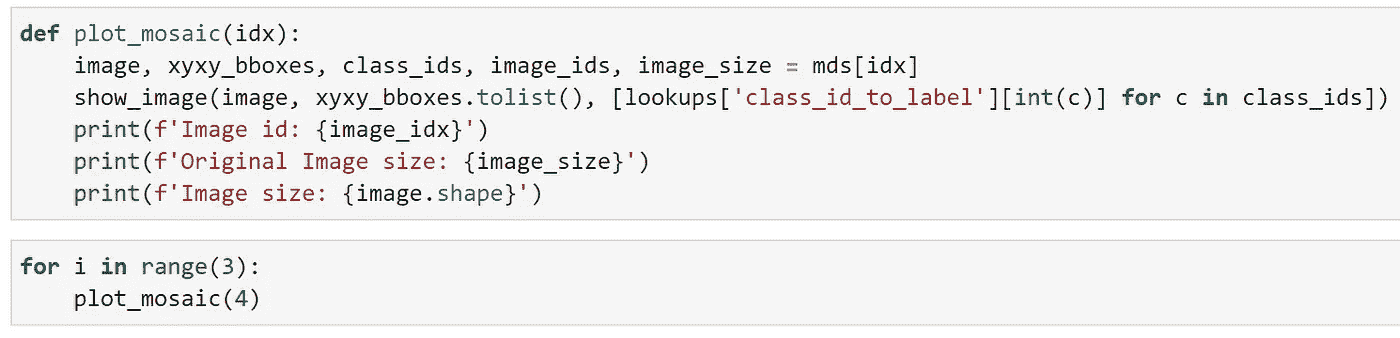 def plot_mosaic(idx):
    image, xyxy_bboxes, class_ids, image_ids, image_size = mds[idx]
    show_image(image, xyxy_bboxes.tolist(), [lookups['class_id_to_label'][int(c)] for c in class_ids])
    print(f'Image id: {image_idx}')
    print(f'Original Image size: {image_size}')
    print(f'Image size: {image.shape}')
for i in range(3):
    plot_mosaic(4)